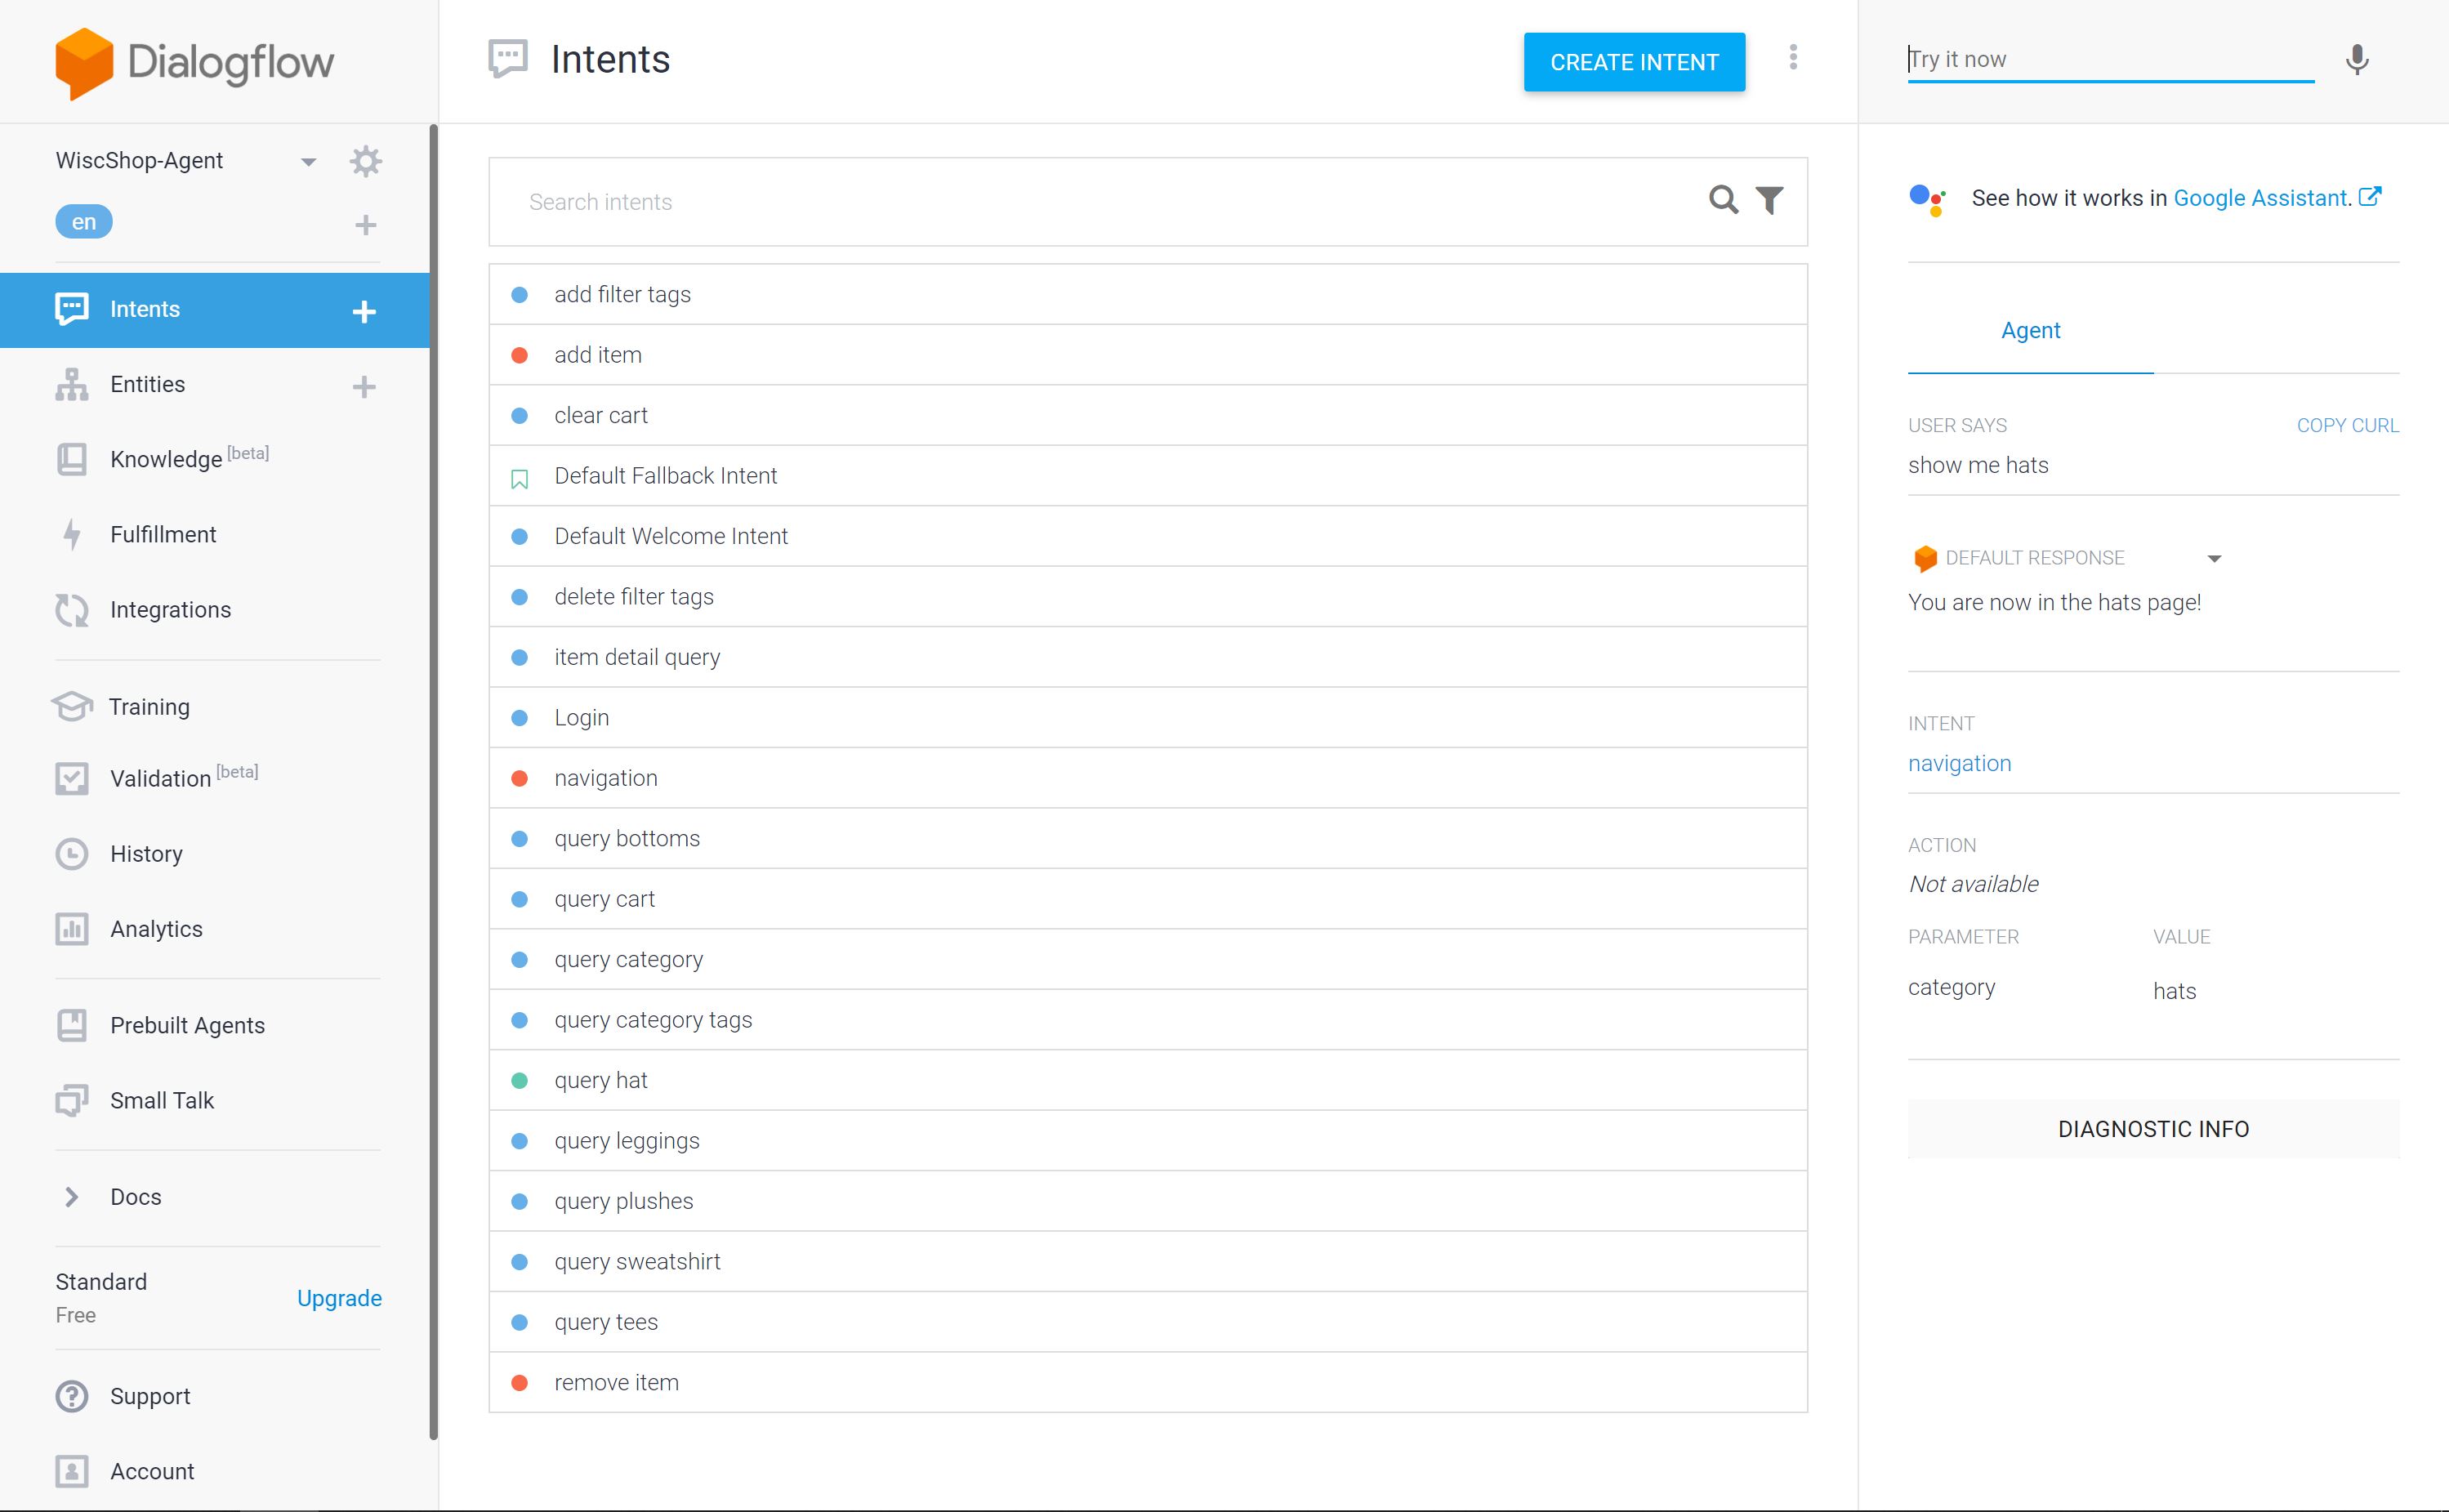 Dialogflow
WiscShop-Agent
en
Intents
Entities
Knowledge [beta]
Fulfillment
Integrations
Training
Validation [beta]
History
Analytics
Prebuilt Agents
Small Talk
Docs
Standard
Free
Upgrade
Support
Account
Intents
CREATE INTENT
Search intents
add filter tags
add item
clear cart
Default Fallback Intent
Default Welcome Intent
delete filter tags
item detail query
Login
navigation
query bottoms
query cart
query category
query category tags
query hat
query leggings
query plushes
query sweatshirt
query tees
remove item
Try it now
See how it works in Google Assistant.
Agent
USER SAYS COPY CURL
show me hats
DEFAULT RESPONSE
You are now in the hats page!
INTENT
navigation
ACTION
Not available
PARAMETER VALUE
category hats
DIAGNOSTIC INFO